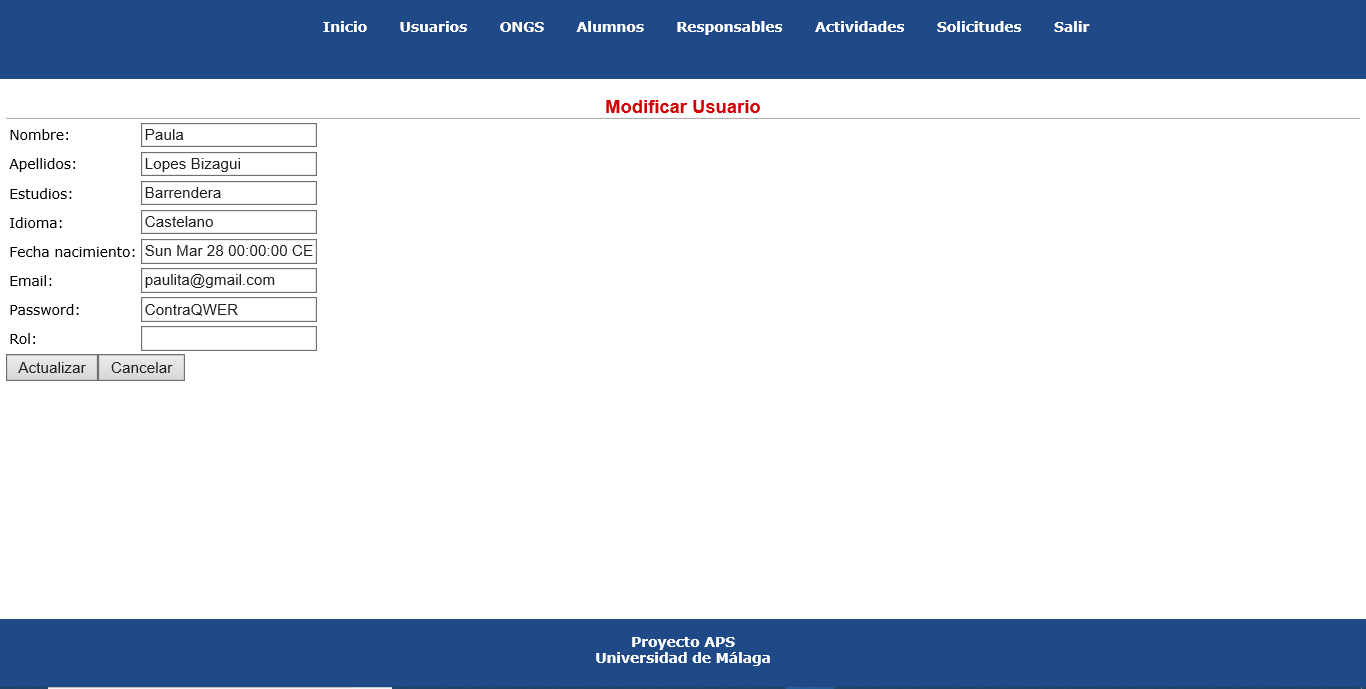 Inicio Usuarios ONGS Alumnos Responsables Actividades Solicitudes Salir
Modificar Usuario
Nombre: Paula
Apellidos: Lopes Bizagui
Estudios: Barrendera
Idioma: Castelano
Fecha nacimiento: Sun Mar 28 00:00:00 CE
Email: paulita@gmail.com
Password: ContraQWER
Rol:
Actualizar Cancelar
Proyecto APS
Universidad de Málaga